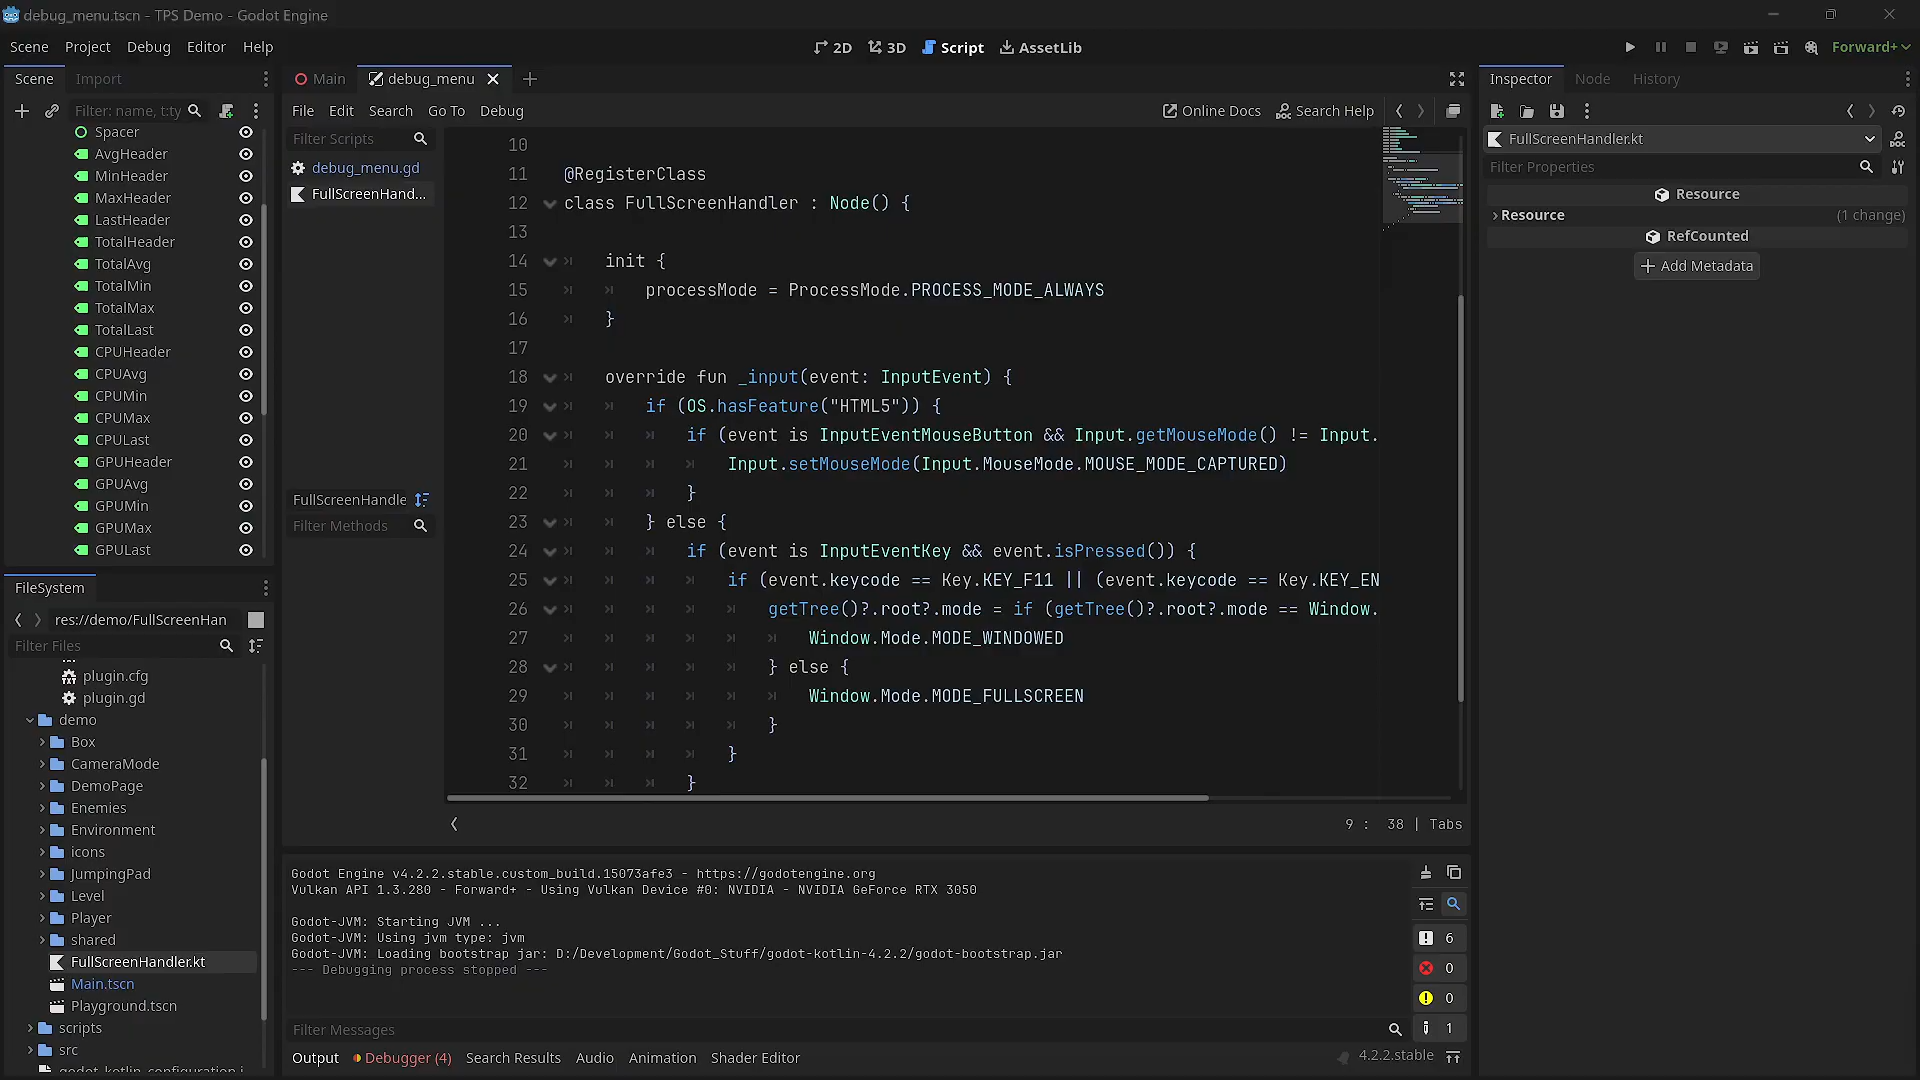 debug_menu.tscn - TPS Demo - Godot Engine
Scene Project Debug Editor Help
2D 3D Script AssetLib
Forward+
Scene Import
Filter: name, t:ty
Spacer
AvgHeader
MinHeader
MaxHeader
LastHeader
TotalHeader
TotalAvg
TotalMin
TotalMax
TotalLast
CPUHeader
CPUAvg
CPUMin
CPUMax
CPULast
GPUHeader
GPUAvg
GPUMin
GPUMax
GPULast
FileSystem
res://demo/FullScreenHan
Filter Files
plugin.cfg
plugin.gd
demo
Box
CameraMode
DemoPage
Enemies
Environment
icons
JumpingPad
Level
Player
shared
FullScreenHandler.kt
Main.tscn
Playground.tscn
scripts
src
godot_kotlin_configuration.j
Main debug_menu
File Edit Search Go To Debug
Online Docs Search Help
Filter Scripts
debug_menu.gd
FullScreenHand...
FullScreenHandle
Filter Methods
10
11 @RegisterClass
12 class FullScreenHandler : Node() {
13
14 init {
15 processMode = ProcessMode.PROCESS_MODE_ALWAYS
16 }
17
18 override fun _input(event: InputEvent) {
19 if (OS.hasFeature("HTML5")) {
20 if (event is InputEventMouseButton && Input.getMouseMode() != Input.
21 Input.setMouseMode(Input.MouseMode.MOUSE_MODE_CAPTURED)
22 }
23 } else {
24 if (event is InputEventKey && event.isPressed()) {
25 if (event.keycode == Key.KEY_F11 || (event.keycode == Key.KEY_EN
26 getTree()?.root?.mode = if (getTree()?.root?.mode == Window.
27 Window.Mode.MODE_WINDOWED
28 } else {
29 Window.Mode.MODE_FULLSCREEN
30 }
31 }
32 }
9 : 38 | Tabs
Godot Engine v4.2.2.stable.custom_build.15073afe3 - https://godotengine.org
Vulkan API 1.3.280 - Forward+ - Using Vulkan Device #0: NVIDIA - NVIDIA GeForce RTX 3050
Godot-JVM: Starting JVM ...
Godot-JVM: Using jvm type: jvm
Godot-JVM: Loading bootstrap jar: D:/Development/Godot_Stuff/godot-kotlin-4.2.2/godot-bootstrap.jar
--- Debugging process stopped ---
6
0
0
1
Filter Messages
Output Debugger (4) Search Results Audio Animation Shader Editor
4.2.2.stable
Inspector Node History
FullScreenHandler.kt
Filter Properties
Resource
Resource (1 change)
RefCounted
Add Metadata